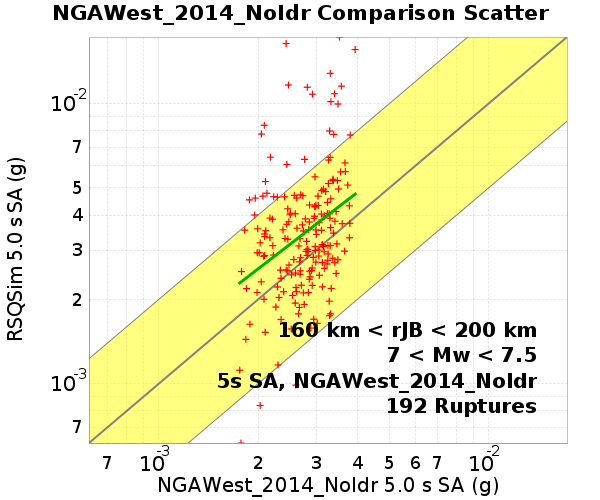 NGAWest_2014_NoIdr Comparison Scatter
RSQSim 5.0 s SA (g)
10-2
7
5
4
3
2
10-3
7
160 km < rJB < 200 km
7 < Mw < 7.5
5s SA, NGAWest_2014_NoIdr
192 Ruptures
7 10-3 2 3 4 5 6 7 10-2
NGAWest_2014_NoIdr 5.0 s SA (g)